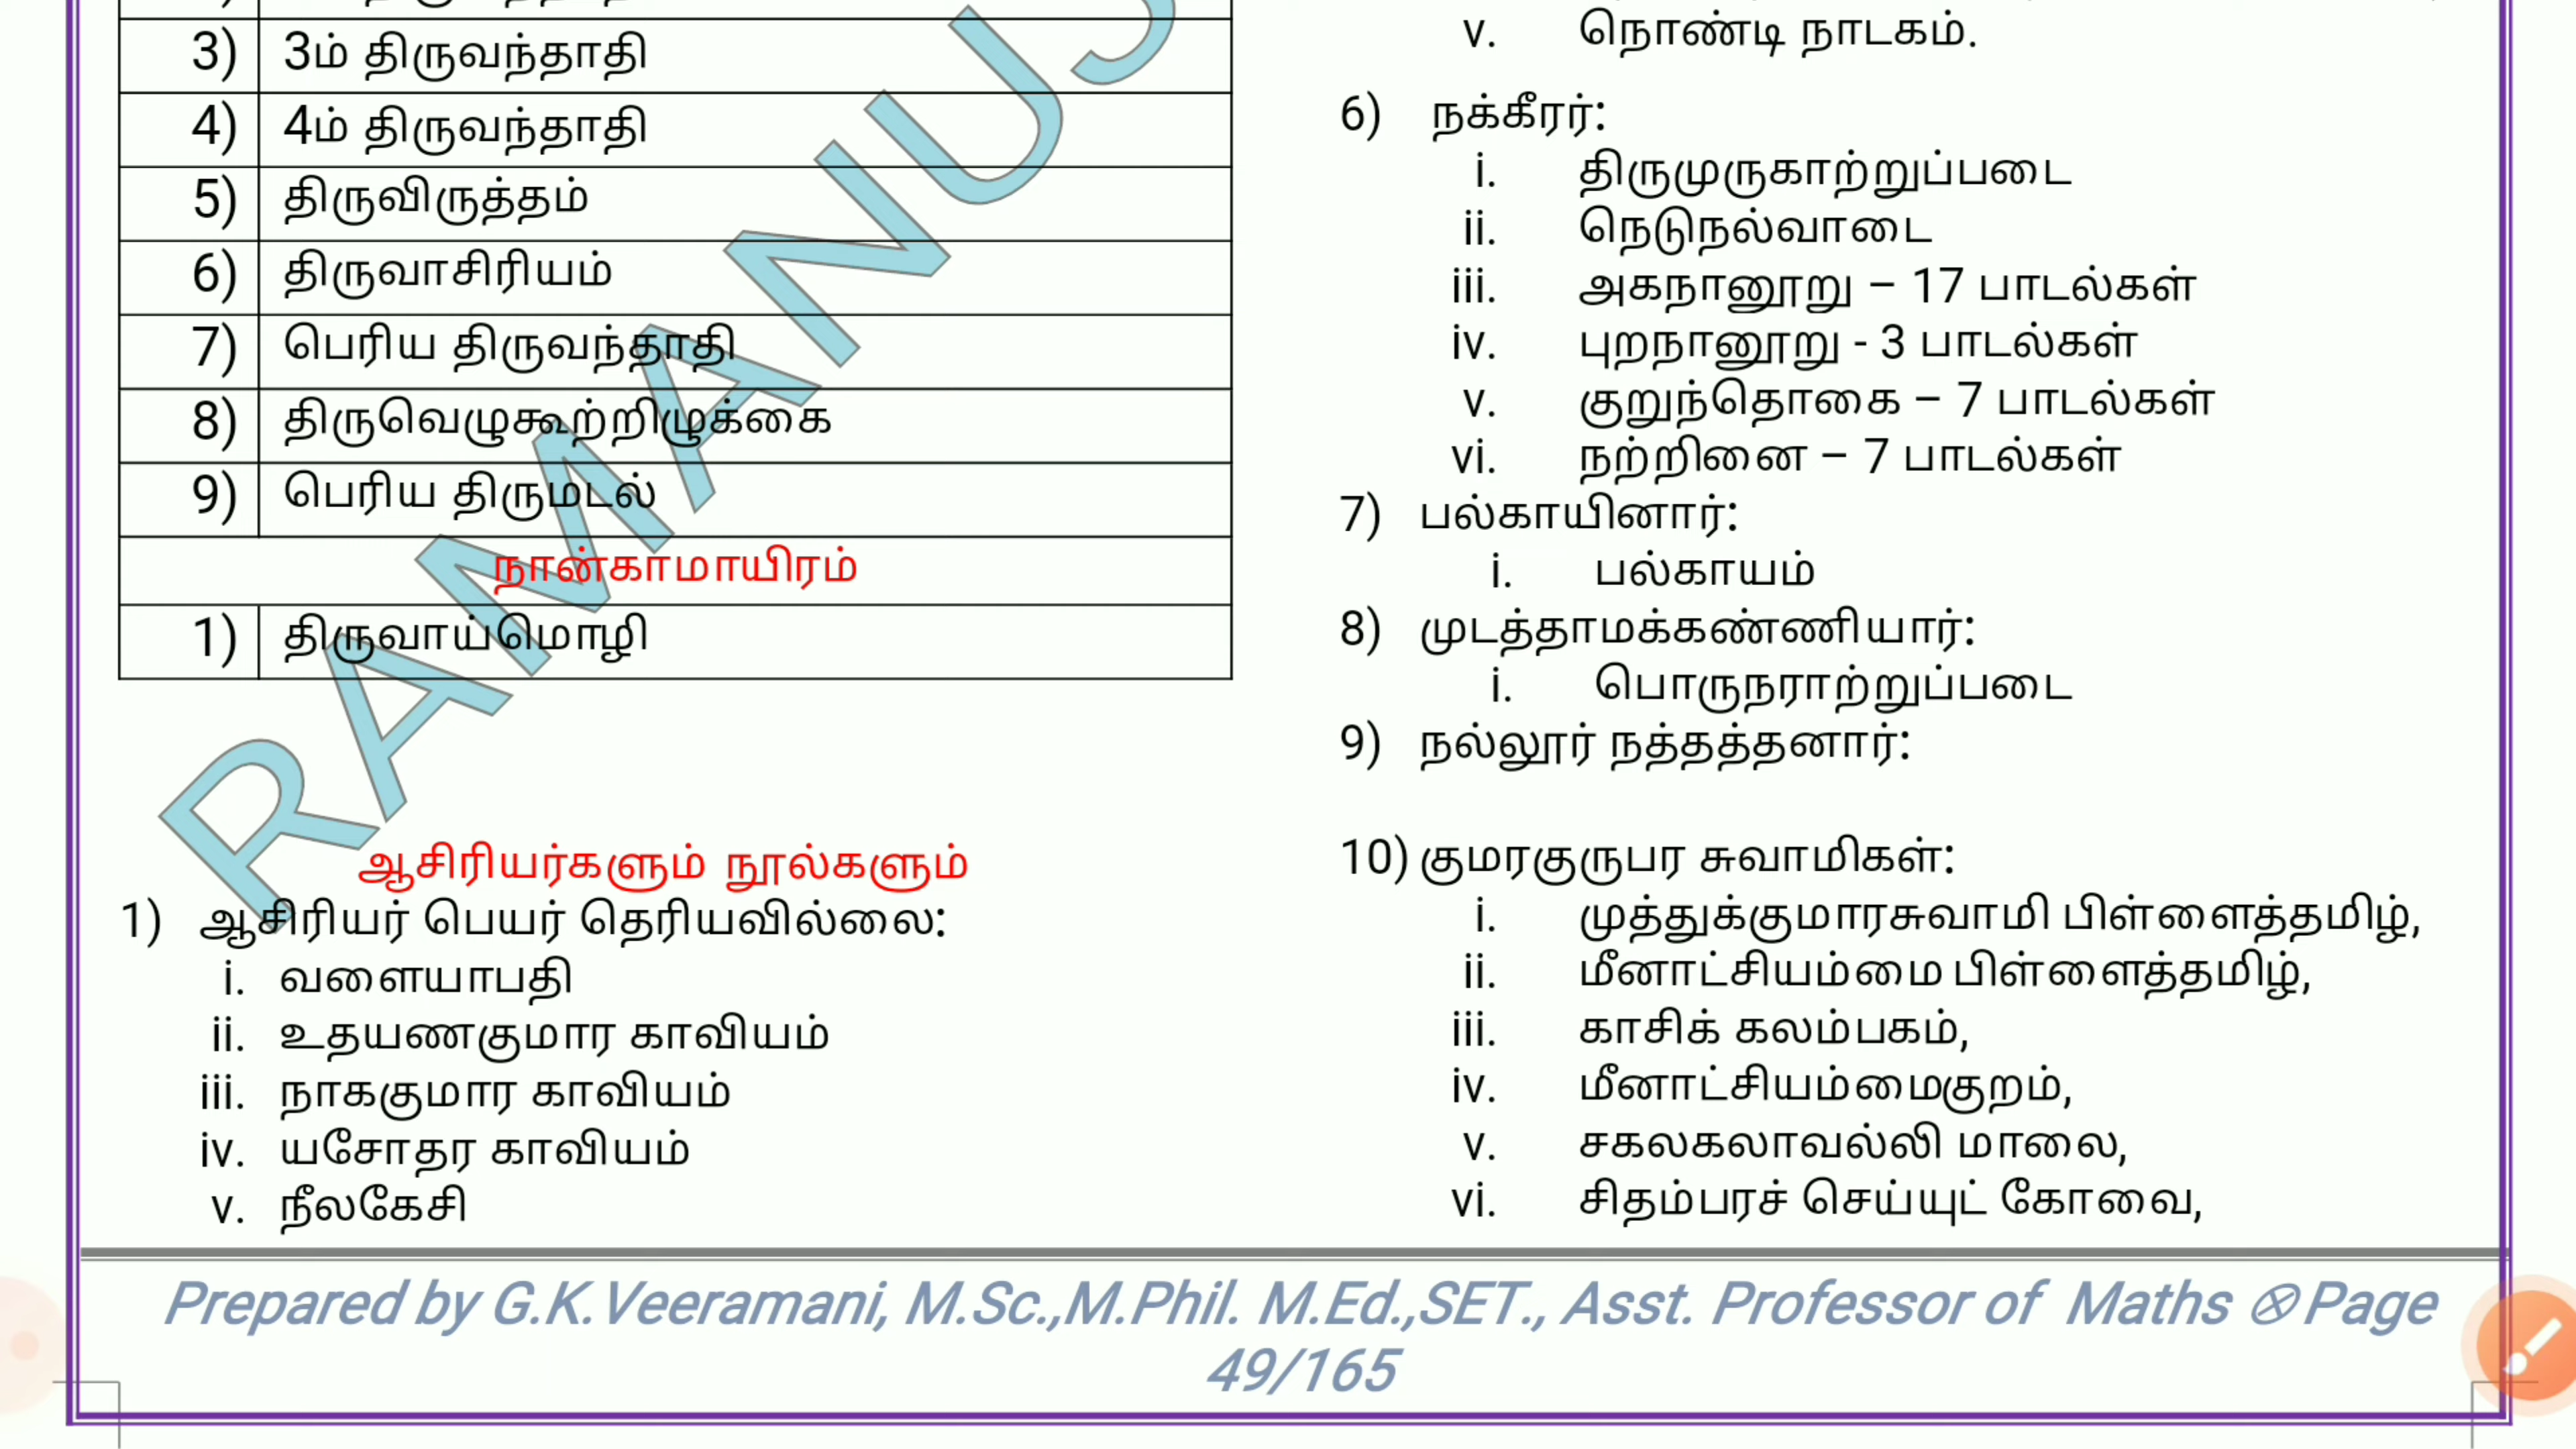 3) 3ம் திருவந்தாதி
4) 4ம் திருவந்தாதி
5) திருவிருத்தம்
6) திருவாசிரியம்
7) பெரிய திருவந்தாதி
8) திருவெழுகூற்றிழுக்கை
9) பெரிய திருமடல்
நான்காமாயிரம்
1) திருவாய்மொழி
ஆசிரியர்களும் நூல்களும்
1) ஆசிரியர் பெயர் தெரியவில்லை:
i. வளையாபதி
ii. உதயணகுமார காவியம்
iii. நாககுமார காவியம்
iv. யசோதர காவியம்
v. நீலகேசி
v. நொண்டி நாடகம்.
6) நக்கீரர்:
i. திருமுருகாற்றுப்படை
ii. நெடுநல்வாடை
iii. அகநானூறு – 17 பாடல்கள்
iv. புறநானூறு - 3 பாடல்கள்
v. குறுந்தொகை – 7 பாடல்கள்
vi. நற்றினை – 7 பாடல்கள்
7) பல்காயினார்:
i. பல்காயம்
8) முடத்தாமக்கண்ணியார்:
i. பொருநராற்றுப்படை
9) நல்லூர் நத்தத்தனார்:
10) குமரகுருபர சுவாமிகள்:
i. முத்துக்குமாரசுவாமி பிள்ளைத்தமிழ்,
ii. மீனாட்சியம்மை பிள்ளைத்தமிழ்,
iii. காசிக் கலம்பகம்,
iv. மீனாட்சியம்மைகுறம்,
v. சகலகலாவல்லி மாலை,
vi. சிதம்பரச் செய்யுட் கோவை,
Prepared by G.K.Veeramani, M.Sc.,M.Phil. M.Ed.,SET., Asst. Professor of Maths ⊗ Page
49/165